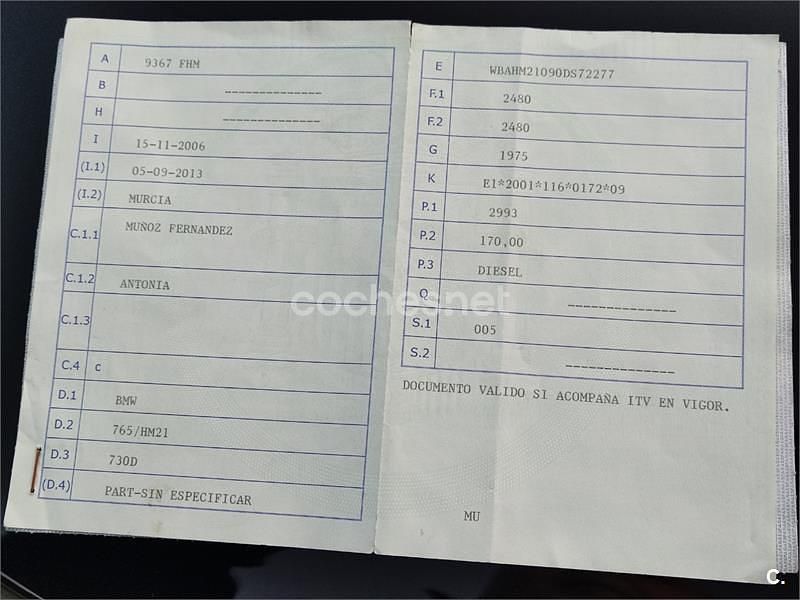 A 9367 FHM
B --------------
H --------------
I 15-11-2006
(I.1) 05-09-2013
(I.2) MURCIA
C.1.1 MUÑOZ FERNANDEZ
C.1.2 ANTONIA
C.1.3
C.4 c
D.1 BMW
D.2 765/HM21
D.3 730D
(D.4) PART-SIN ESPECIFICAR
E WBAHM21090DS72277
F.1 2480
F.2 2480
G 1975
K E1*2001*116*0172*09
P.1 2993
P.2 170,00
P.3 DIESEL
Q --------------
S.1 005
S.2 --------------
DOCUMENTO VALIDO SI ACOMPAÑA ITV EN VIGOR.
MU
coches.net
C.